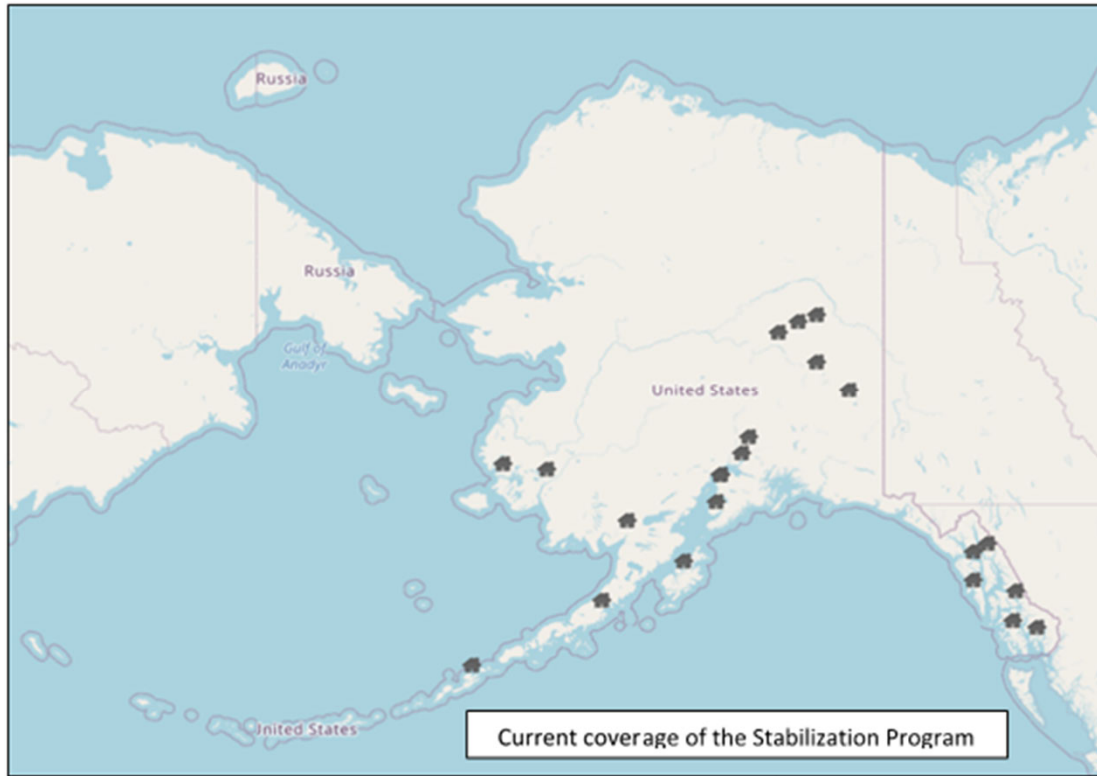 Russia
Russia
Gulf of
Anadyr
United States
United States
Current coverage of the Stabilization Program